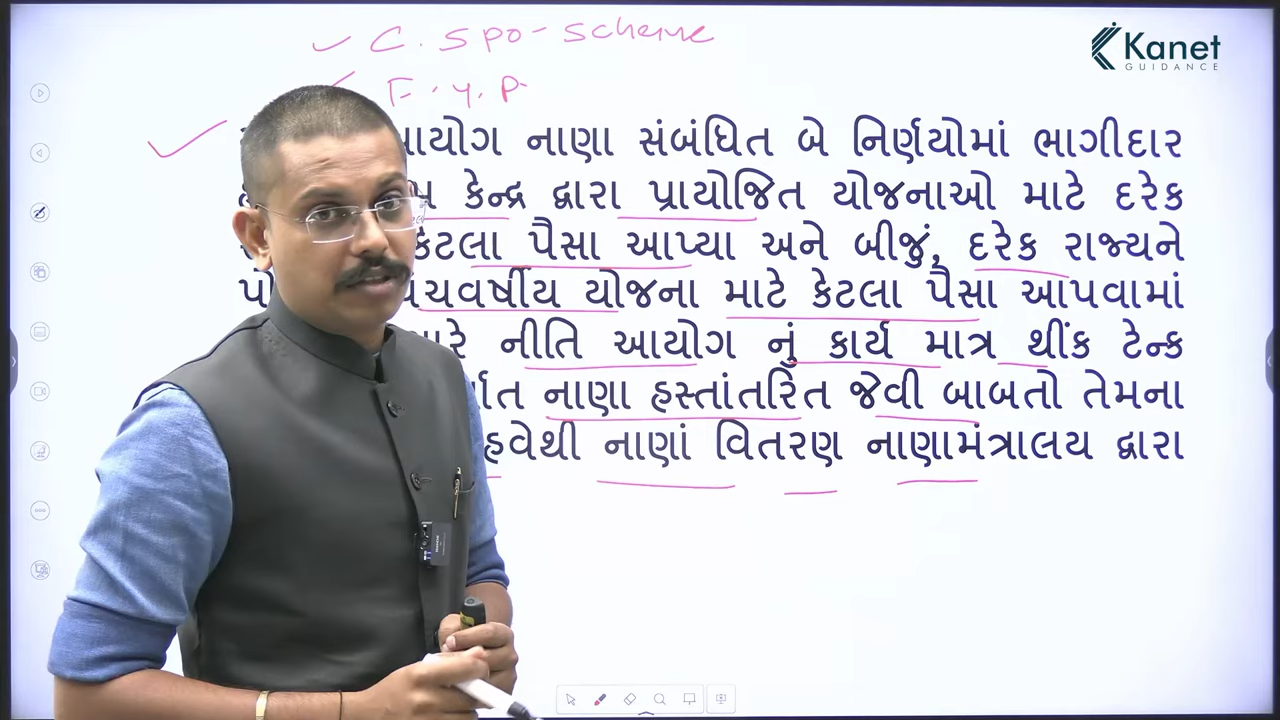 C. Spo-Scheme
Kanet
GUIDANCE
F.y.P
નાણા સંબંધિત બે નિર્ણયોમાં ભાગીદાર
કેન્દ્ર દ્વારા પ્રાયોજિત યોજનાઓ માટે દરેક
કેટલા પૈસા આપ્યા અને બીજું, દરેક રાજ્યને
યોજના માટે કેટલા પૈસા આપવામાં
નીતિ આયોગ નું કાર્ય માત્ર થીંક ટેન્ક
નાણા હસ્તાંતરિત જેવી બાબતો તેમના
હવેથી નાણાં વિતરણ નાણામંત્રાલય દ્વારા